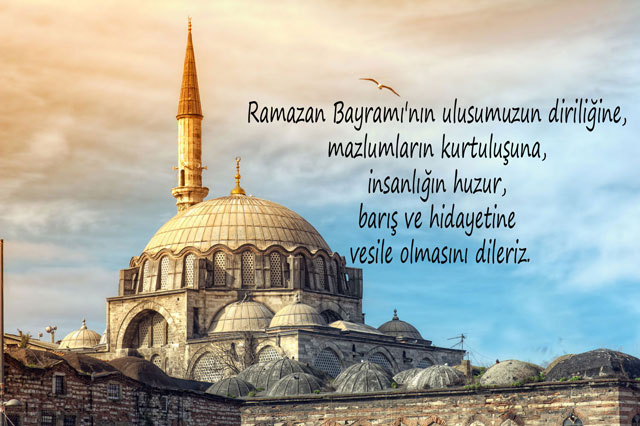 Ramazan Bayramı'nın ulusumuzun diriliğine,
mazlumların kurtuluşuna,
insanlığın huzur,
barış ve hidayetine
vesile olmasını dileriz.